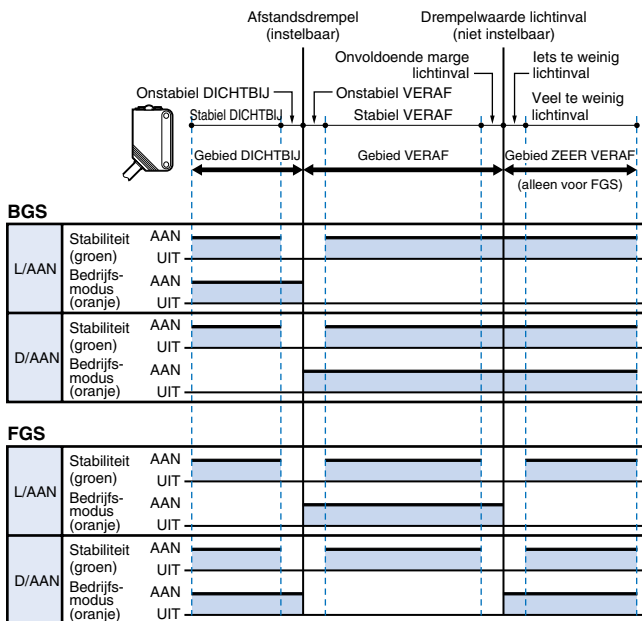 Afstandsdrempel
(instelbaar)
Drempelwaarde lichtinval
(niet instelbaar)
Onvoldoende marge
lichtinval
Iets te weinig
lichtinval
Onstabiel DICHTBIJ
Onstabiel VERAF
Stabiel DICHTBIJ
Stabiel VERAF
Veel te weinig
lichtinval
Gebied DICHTBIJ
Gebied VERAF
Gebied ZEER VERAF
(alleen voor FGS)
BGS
L/AAN
Stabiliteit
(groen)
AAN
UIT
Bedrijfs-
modus
(oranje)
AAN
UIT
D/AAN
Stabiliteit
(groen)
AAN
UIT
Bedrijfs-
modus
(oranje)
AAN
UIT
FGS
L/AAN
Stabiliteit
(groen)
AAN
UIT
Bedrijfs-
modus
(oranje)
AAN
UIT
D/AAN
Stabiliteit
(groen)
AAN
UIT
Bedrijfs-
modus
(oranje)
AAN
UIT